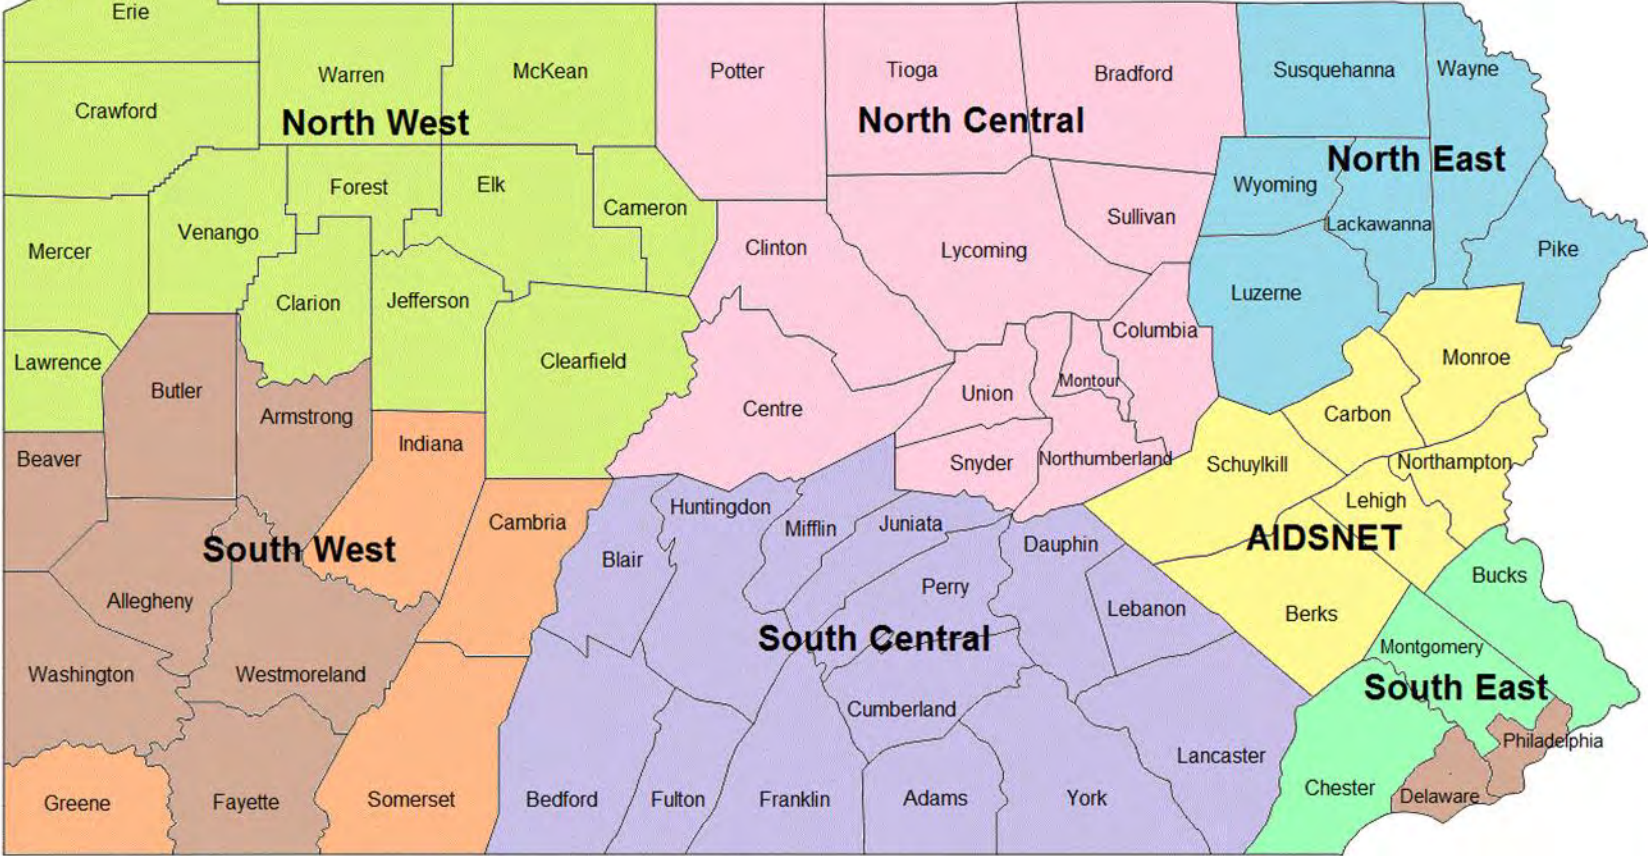 Erie
Warren
McKean
Potter
Tioga
Bradford
Susquehanna
Wayne
Crawford
North West
North Central
North East
Forest
Elk
Cameron
Wyoming
Lackawanna
Mercer
Venango
Clinton
Lycoming
Sullivan
Pike
Clarion
Jefferson
Luzerne
Columbia
Lawrence
Butler
Clearfield
Monroe
Armstrong
Centre
Union
Montour
Carbon
Beaver
Indiana
Snyder
Northumberland
Schuylkill
Northampton
Lehigh
Cambria
Huntingdon
Mifflin
Juniata
Dauphin
AIDSNET
South West
Blair
Bucks
Allegheny
Perry
Lebanon
Berks
South Central
Montgomery
Washington
Westmoreland
South East
Cumberland
Philadelphia
Lancaster
Greene
Fayette
Somerset
Bedford
Fulton
Franklin
Adams
York
Chester
Delaware